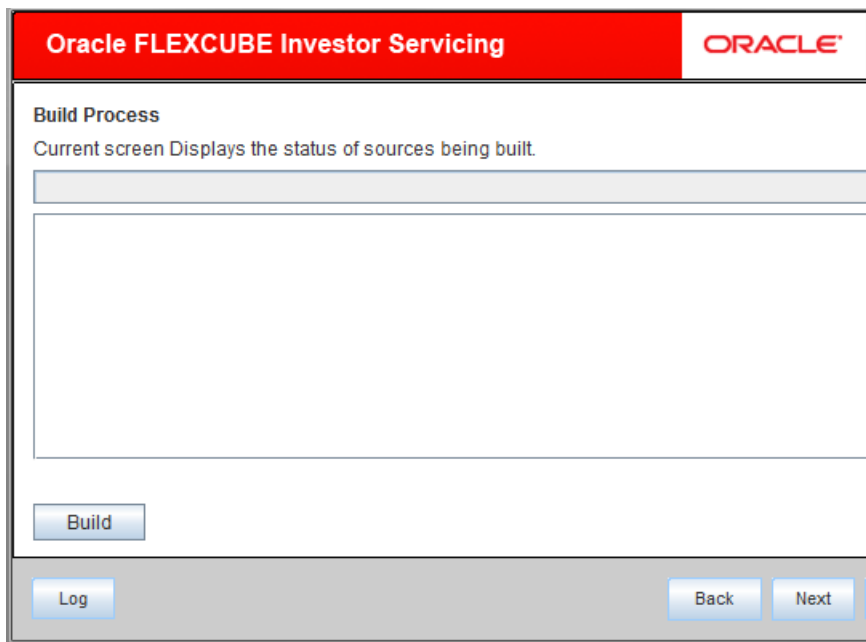 Oracle FLEXCUBE Investor Servicing
ORACLE
Build Process
Current screen Displays the status of sources being built.
Build
Log
Back
Next